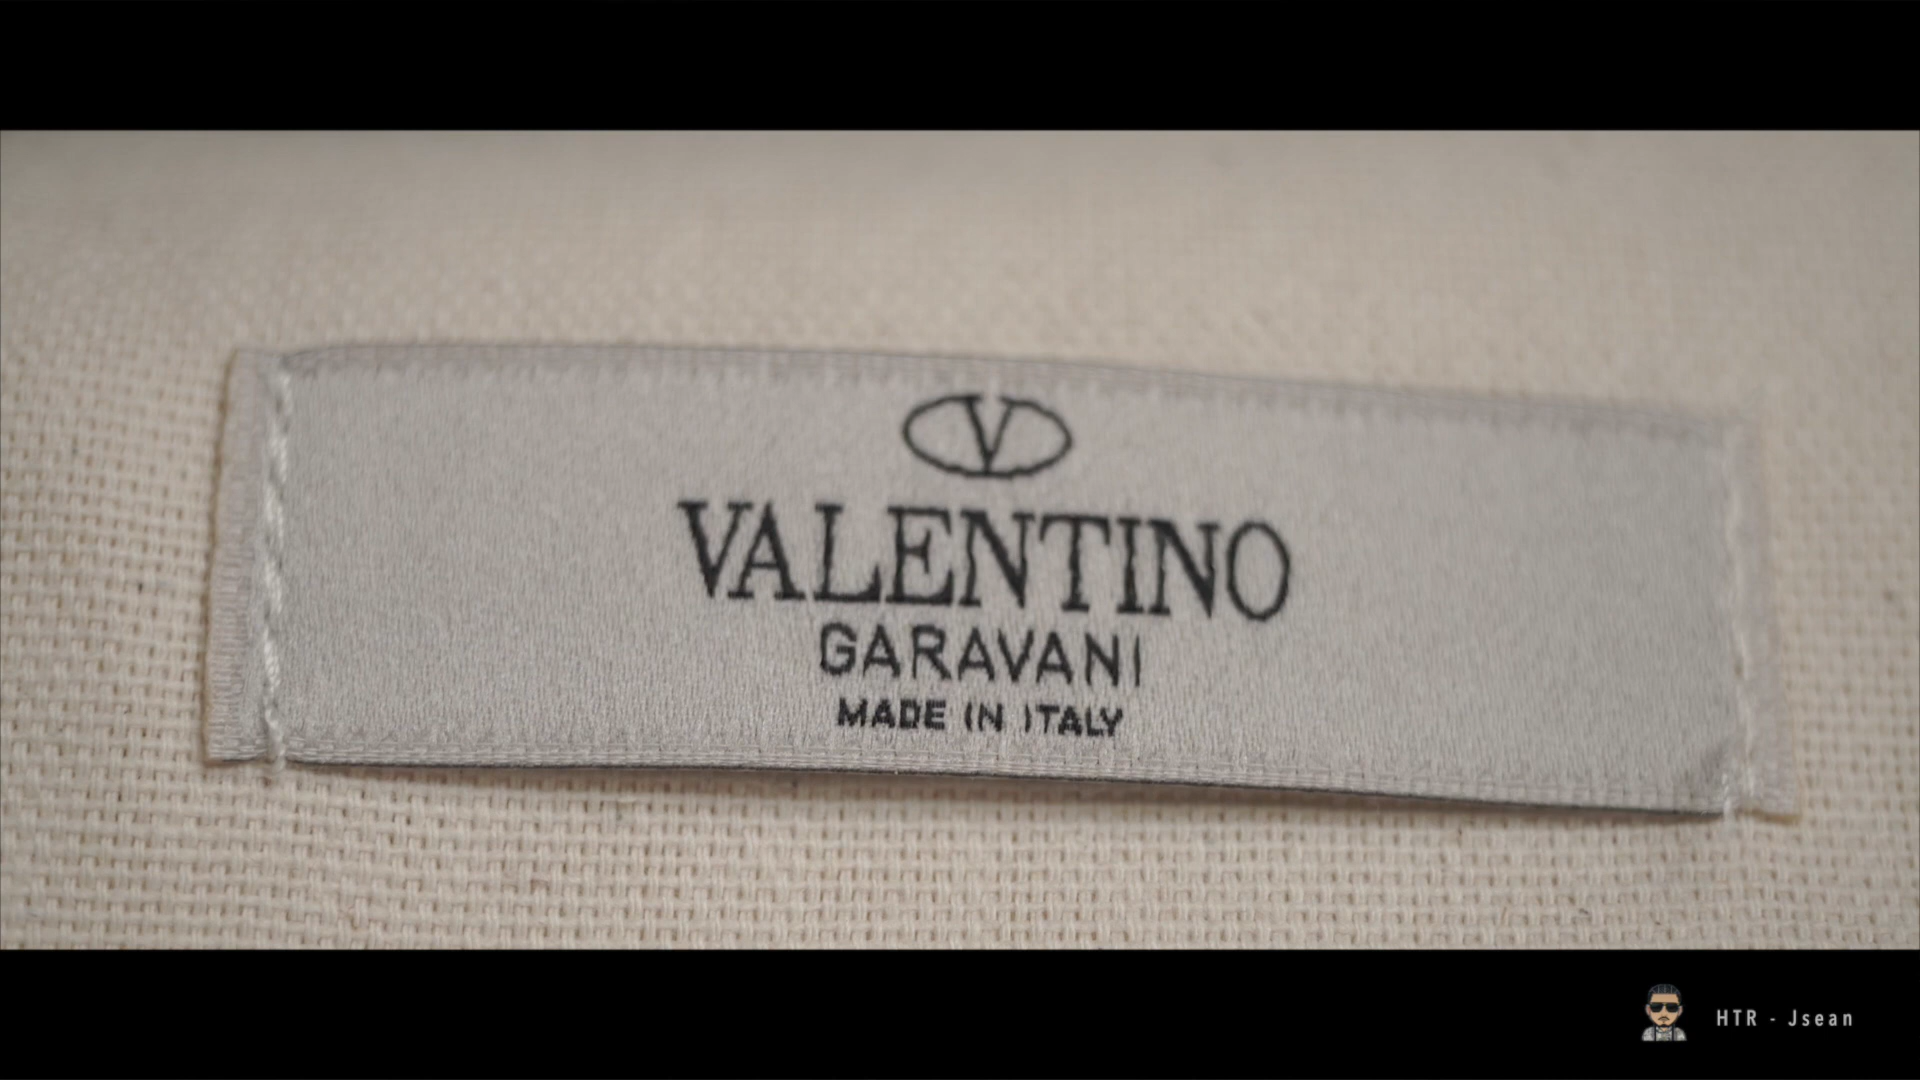 V
VALENTINO
GARAVANI
MADE IN ITALY
HTR - Jsean